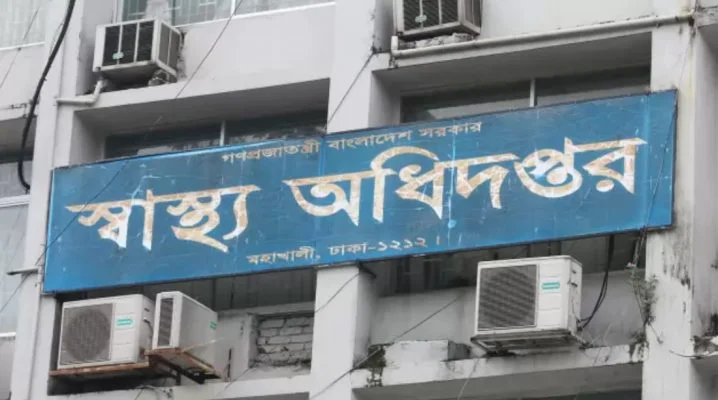 গণপ্রজাতন্ত্রী বাংলাদেশ সরকার
স্বাস্থ্য অধিদপ্তর
মহাখালী, ঢাকা-১২১২।